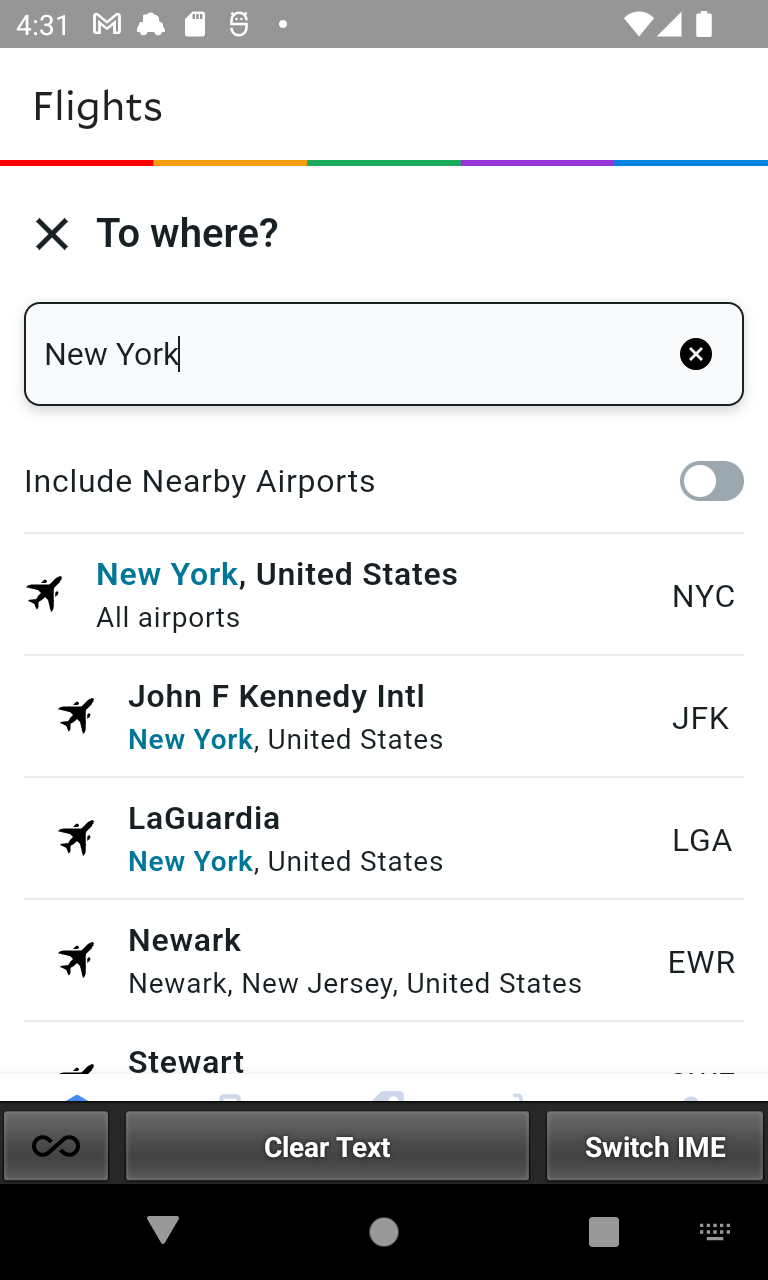 4:31
Flights
To where?
New York
Include Nearby Airports
New York, United States
All airports
NYC
John F Kennedy Intl
New York, United States
JFK
LaGuardia
New York, United States
LGA
Newark
Newark, New Jersey, United States
EWR
Stewart
Clear Text
Switch IME